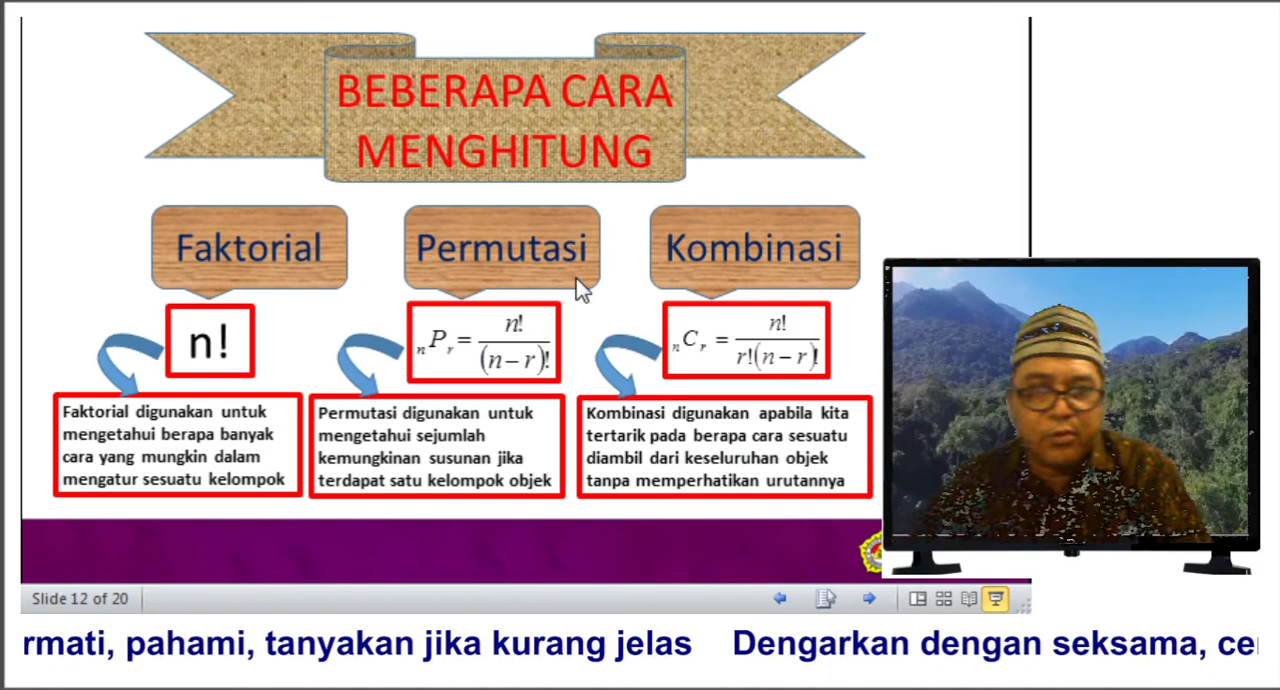 BEBERAPA CARA
MENGHITUNG
Faktorial
Permutasi
Kombinasi
n!
nPr = n! / (n – r)!
nCr = n! / r!(n – r)!
Faktorial digunakan untuk
mengetahui berapa banyak
cara yang mungkin dalam
mengatur sesuatu kelompok
Permutasi digunakan untuk
mengetahui sejumlah
kemungkinan susunan jika
terdapat satu kelompok objek
Kombinasi digunakan apabila kita
tertarik pada berapa cara sesuatu
diambil dari keseluruhan objek
tanpa memperhatikan urutannya
Slide 12 of 20
rmati, pahami, tanyakan jika kurang jelas Dengarkan dengan seksama, ce